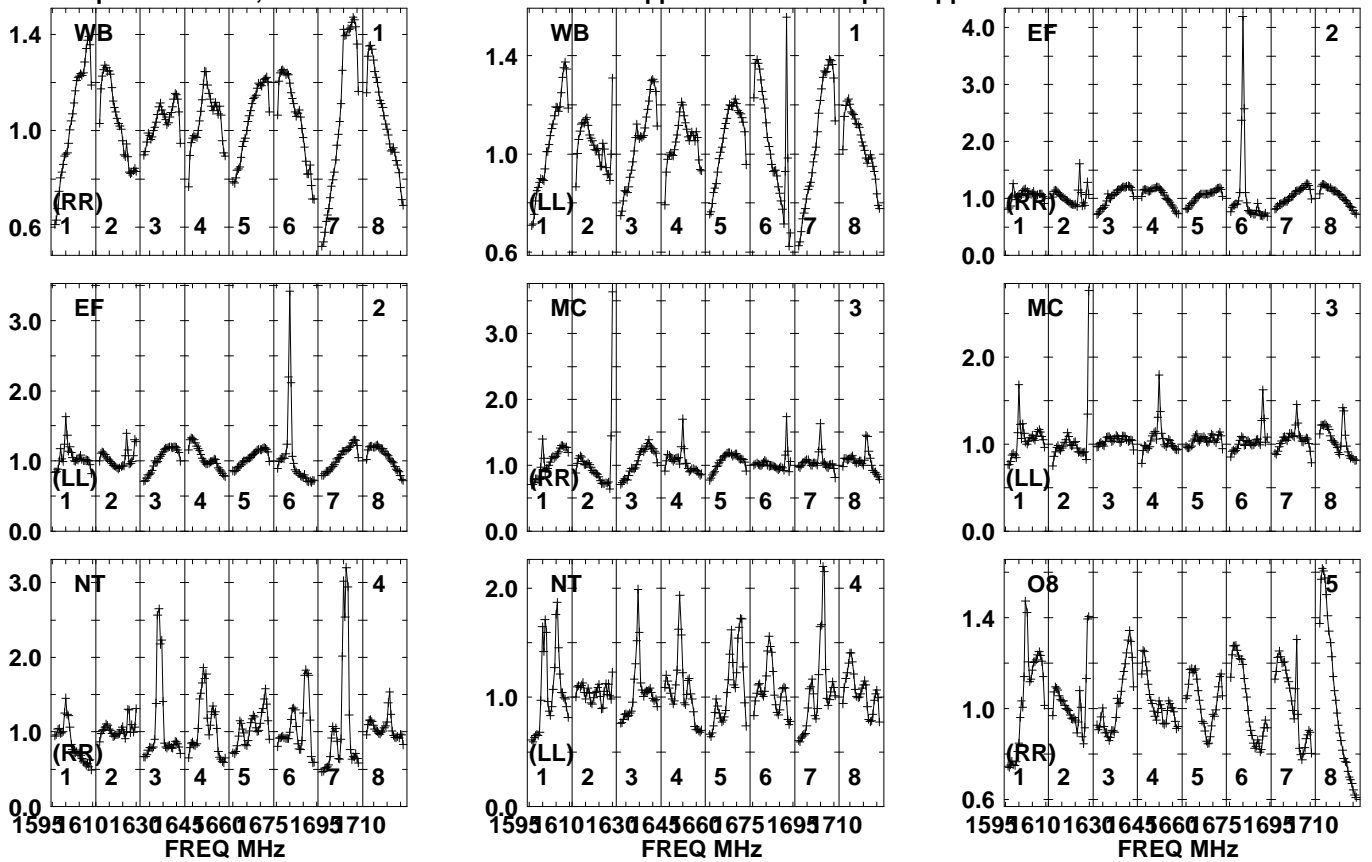 1.4 WB 1
1.0
(RR)
0.6 1 2 3 4 5 6 7 8
1.4 WB 1
1.0
(LL)
0.6 1 2 3 4 5 6 7 8
4.0 EF 2
3.0
2.0
1.0 (RR)
1 2 3 4 5 6 7 8
0.0
EF 2
3.0
2.0
1.0
(LL)
1 2 3 4 5 6 7 8
0.0
MC 3
3.0
2.0
1.0
(RR)
1 2 3 4 5 6 7 8
0.0
MC 3
2.0
1.0
(LL)
1 2 3 4 5 6 7 8
0.0
NT 4
3.0
2.0
1.0
(RR)
1 2 3 4 5 6 7 8
0.0
1595 1610 1630 1645 1660 1675 1695 1710
FREQ MHz
NT 4
2.0
1.0
(LL)
1 2 3 4 5 6 7 8
0.0
1595 1610 1630 1645 1660 1675 1695 1710
FREQ MHz
O8 5
1.4
1.0
(RR)
1 2 3 4 5 6 7 8
0.6
1595 1610 1630 1645 1660 1675 1695 1710
FREQ MHz